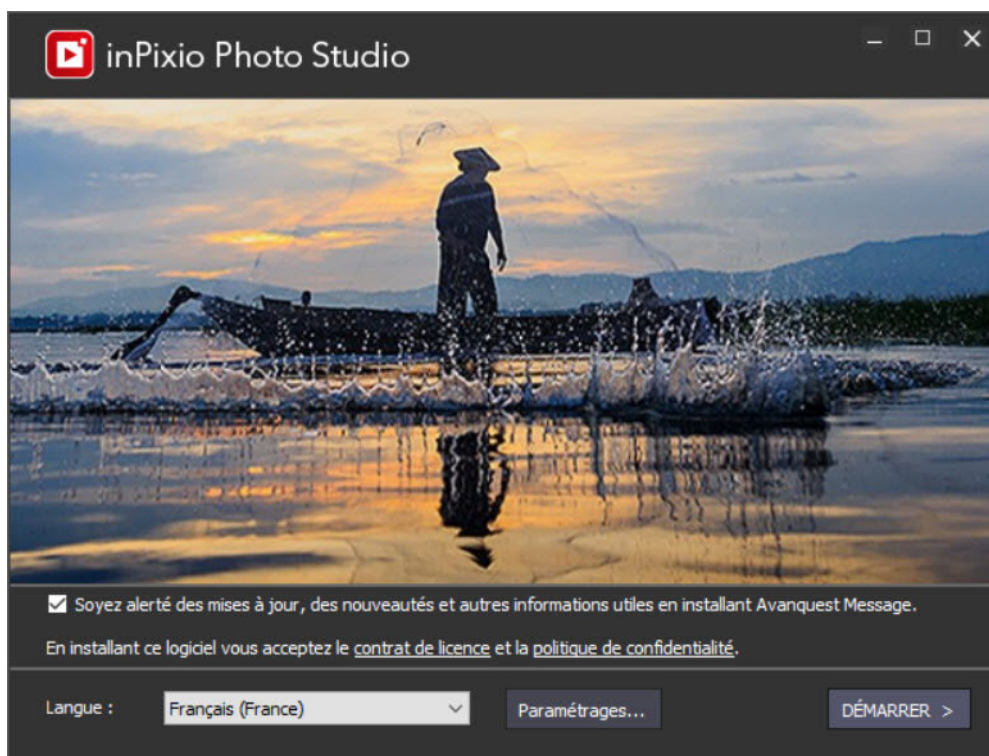 inPixio Photo Studio
Soyez alerté des mises à jour, des nouveautés et autres informations utiles en installant Avanquest Message.
En installant ce logiciel vous acceptez le contrat de licence et la politique de confidentialité.
Langue : Français (France) Paramétrages... DÉMARRER >